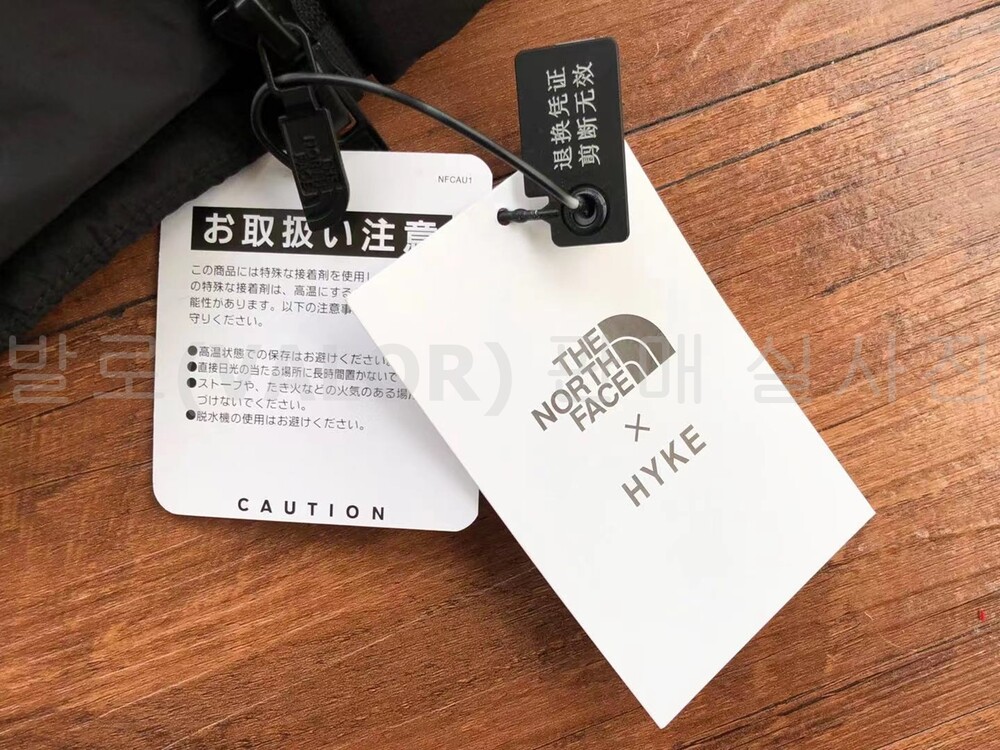 退换凭证
剪断无效
NFCAU1
お取扱い注意
この商品には特殊な接着剤を使用し
の特殊な接着剤は、高温にする
能性があります。以下の注意事
守りください。
●高温状態での保存はお避けください。
●直接日光の当たる場所に長時間置かないで
●ストーブや、たき火などの火気のある場所
づけないでください。
●脱水機の使用はお避けください。
CAUTION
THE
NORTH
FACE
×
HYKE
발로(VALOR) 판매 실사진